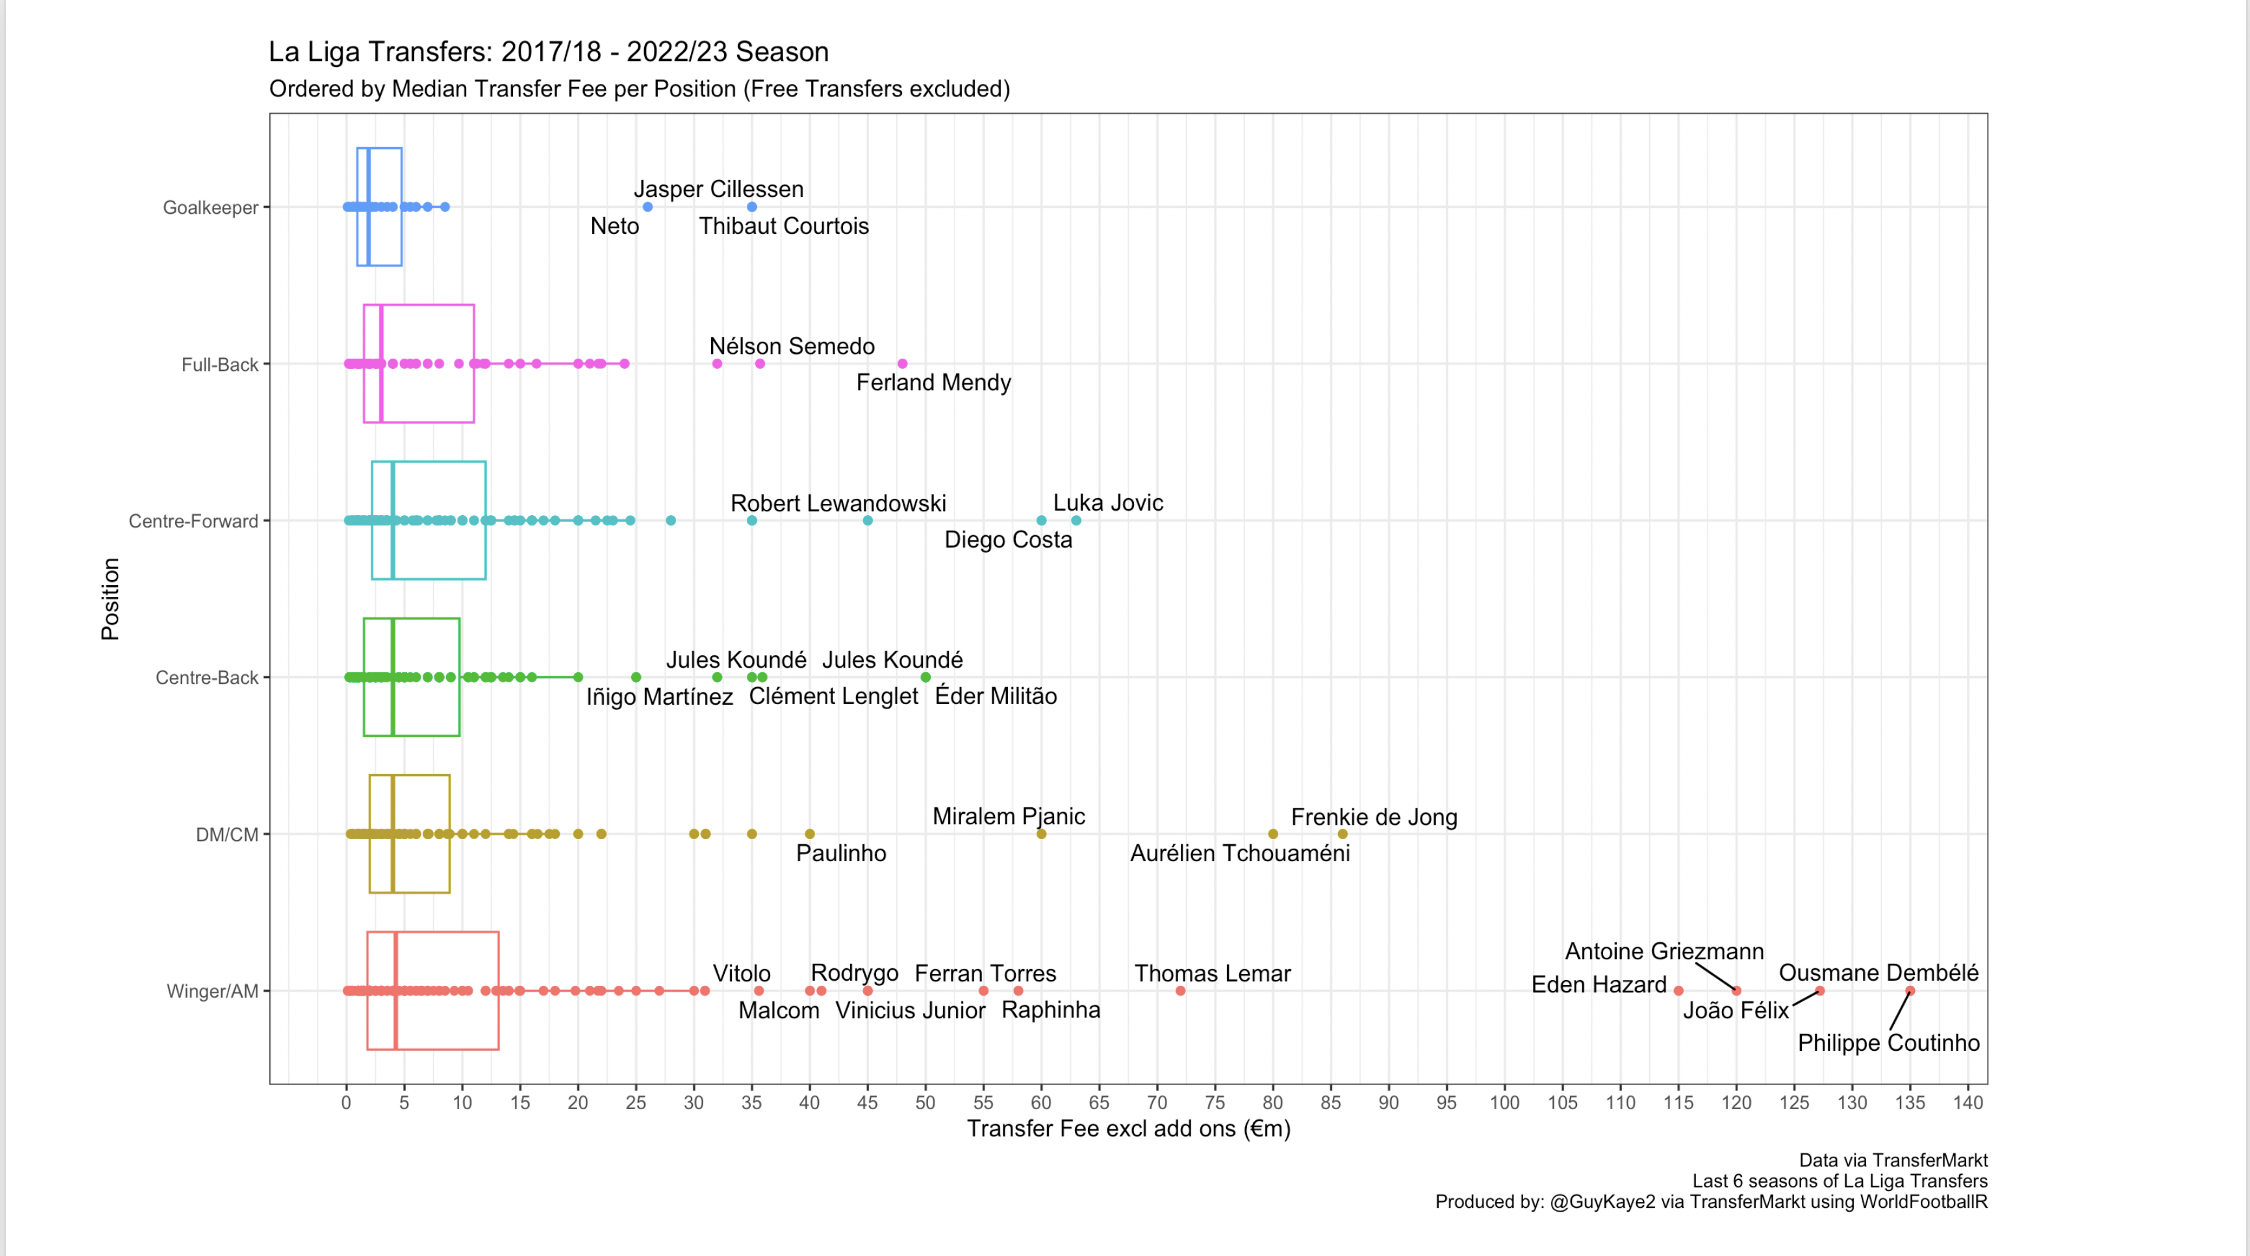 La Liga Transfers: 2017/18 - 2022/23 Season
Ordered by Median Transfer Fee per Position (Free Transfers excluded)
Position
Goalkeeper
Jasper Cillessen
Neto
Thibaut Courtois
Full-Back
Nélson Semedo
Ferland Mendy
Centre-Forward
Robert Lewandowski
Luka Jovic
Diego Costa
Centre-Back
Jules Koundé
Jules Koundé
Iñigo Martínez
Clément Lenglet
Éder Militão
DM/CM
Miralem Pjanic
Frenkie de Jong
Paulinho
Aurélien Tchouaméni
Winger/AM
Antoine Griezmann
Vitolo
Rodrygo
Ferran Torres
Thomas Lemar
Ousmane Dembélé
Eden Hazard
Malcom
Vinicius Junior
Raphinha
João Félix
Philippe Coutinho
0 5 10 15 20 25 30 35 40 45 50 55 60 65 70 75 80 85 90 95 100 105 110 115 120 125 130 135 140
Transfer Fee excl add ons (€m)
Data via TransferMarkt
Last 6 seasons of La Liga Transfers
Produced by: @GuyKaye2 via TransferMarkt using WorldFootballR